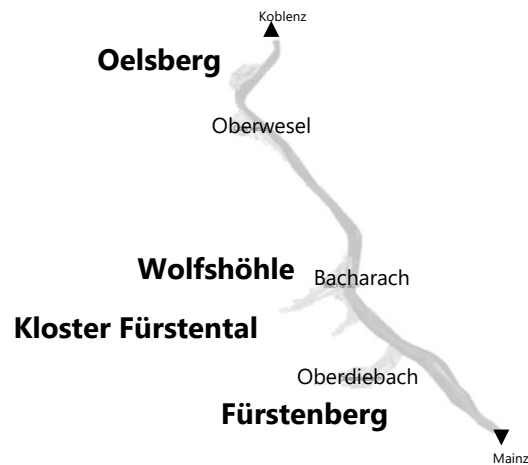 Koblenz
Oelsberg
Oberwesel
Wolfshöhle
Bacharach
Kloster Fürstental
Oberdiebach
Fürstenberg
Mainz